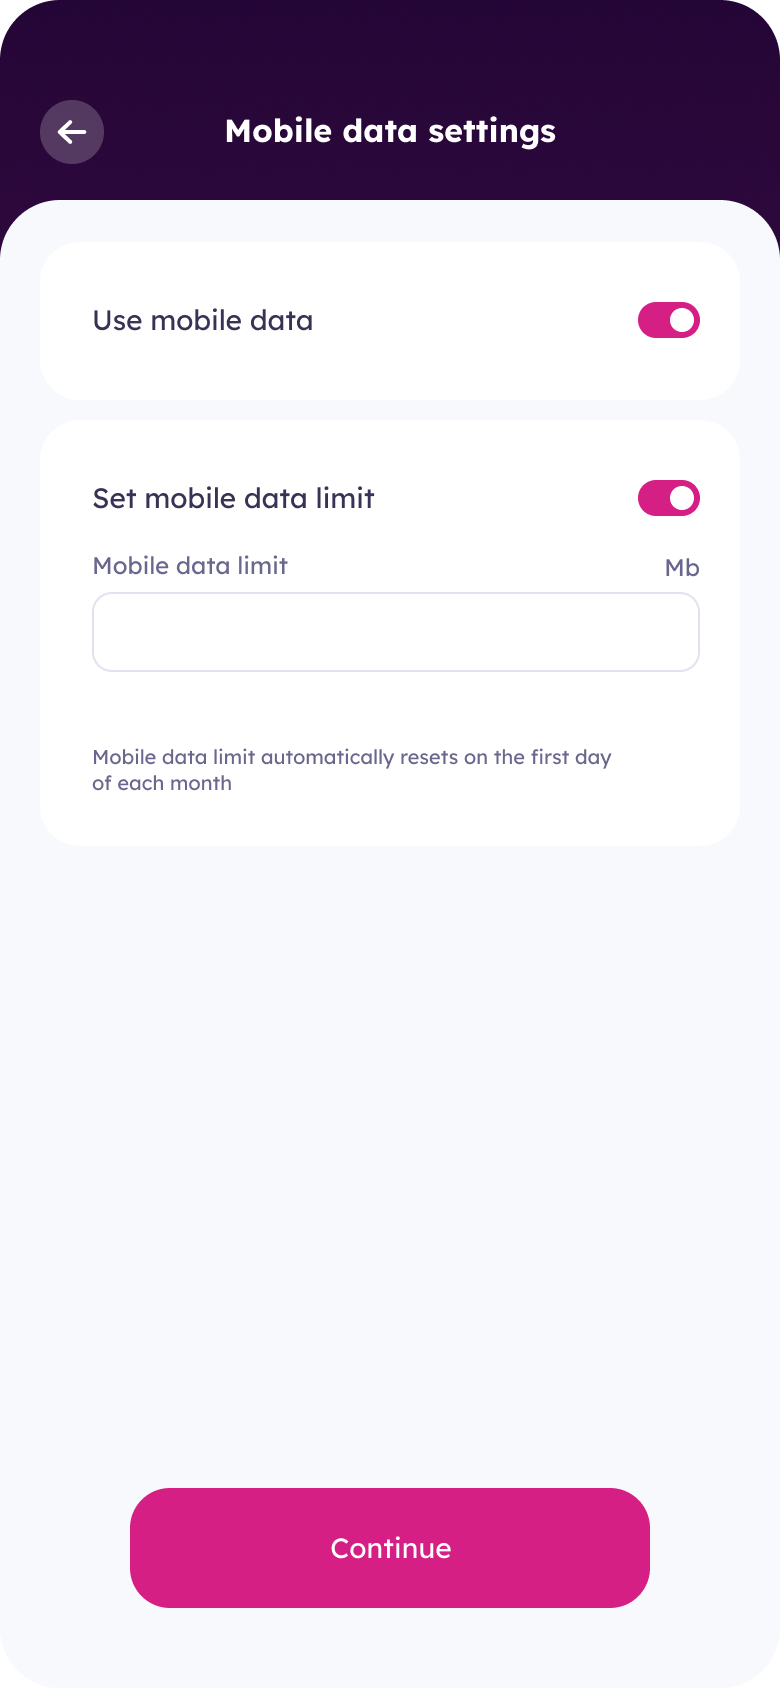 Mobile data settings
Use mobile data
Set mobile data limit
Mobile data limit Mb
Mobile data limit automatically resets on the first day
of each month
Continue